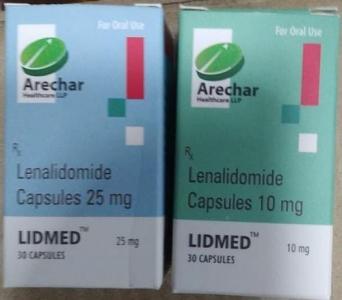 For Oral Use
Arechar
Healthcare LLP
Rx
Lenalidomide
Capsules 25 mg
LIDMED™
25 mg
30 CAPSULES
For Oral Use
Arechar
Healthcare LLP
Rx
Lenalidomide
Capsules 10 mg
LIDMED™
10 mg
30 CAPSULES